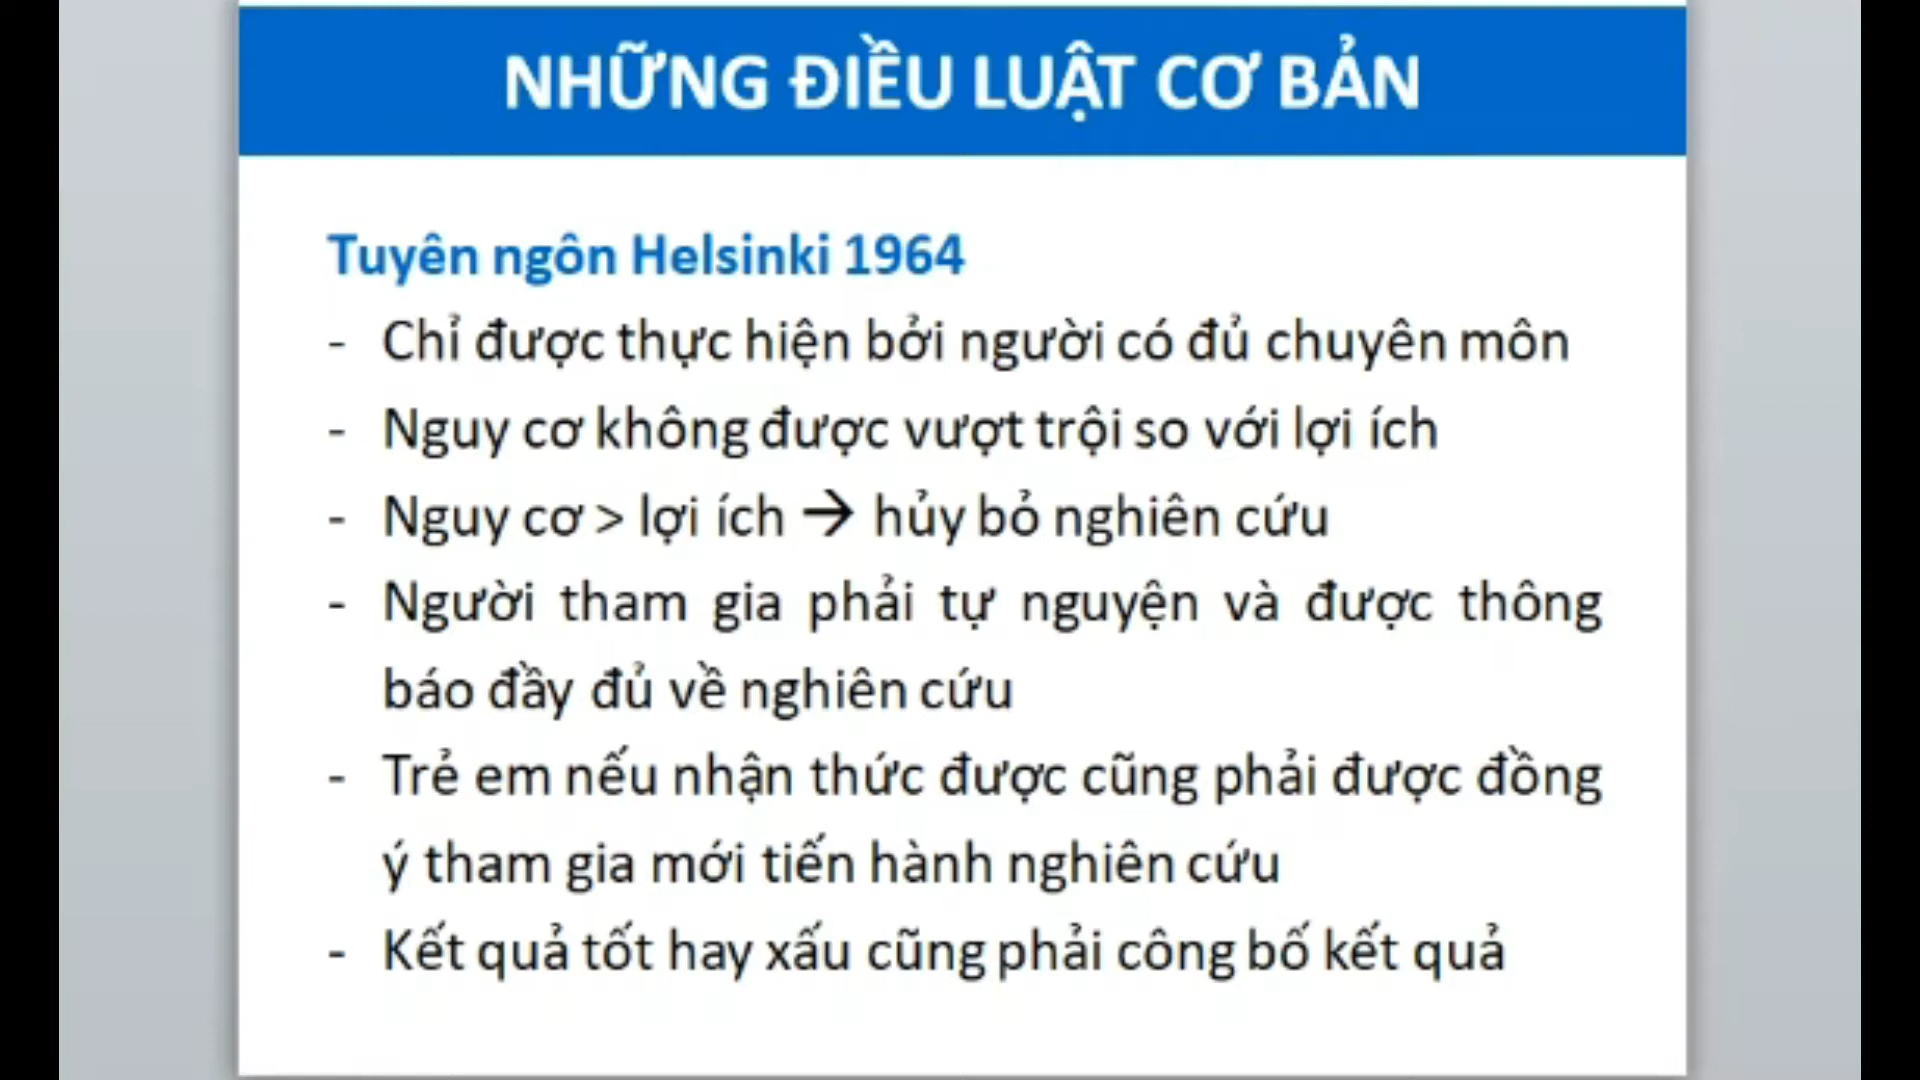 NHỮNG ĐIỀU LUẬT CƠ BẢN
Tuyên ngôn Helsinki 1964
- Chỉ được thực hiện bởi người có đủ chuyên môn
- Nguy cơ không được vượt trội so với lợi ích
- Nguy cơ > lợi ích → hủy bỏ nghiên cứu
- Người tham gia phải tự nguyện và được thông
báo đầy đủ về nghiên cứu
- Trẻ em nếu nhận thức được cũng phải được đồng
ý tham gia mới tiến hành nghiên cứu
- Kết quả tốt hay xấu cũng phải công bố kết quả